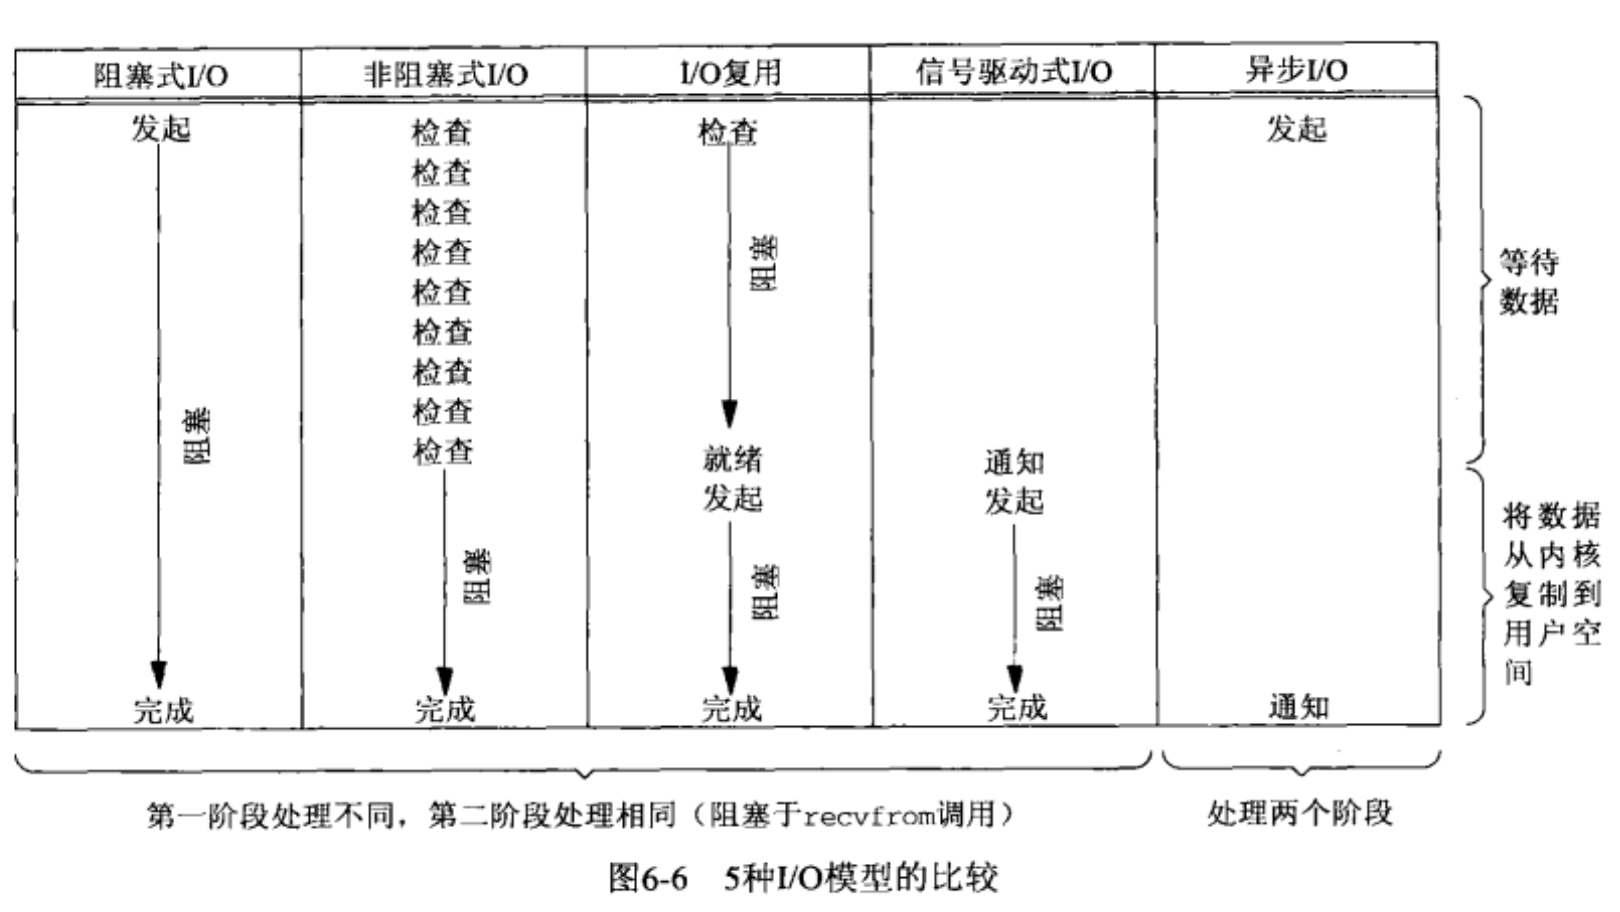 阻塞式I/O 非阻塞式I/O I/O复用 信号驱动式I/O 异步I/O
发起 检查 检查 发起
检查
检查
检查
检查
检查
检查
检查
检查
阻塞
阻塞
就绪 通知
发起 发起
阻塞
阻塞
阻塞
完成 完成 完成 完成 通知
等待
数据
将数据
从内核
复制到
用户空
间
第一阶段处理不同，第二阶段处理相同（阻塞于recvfrom调用） 处理两个阶段
图6-6 5种I/O模型的比较